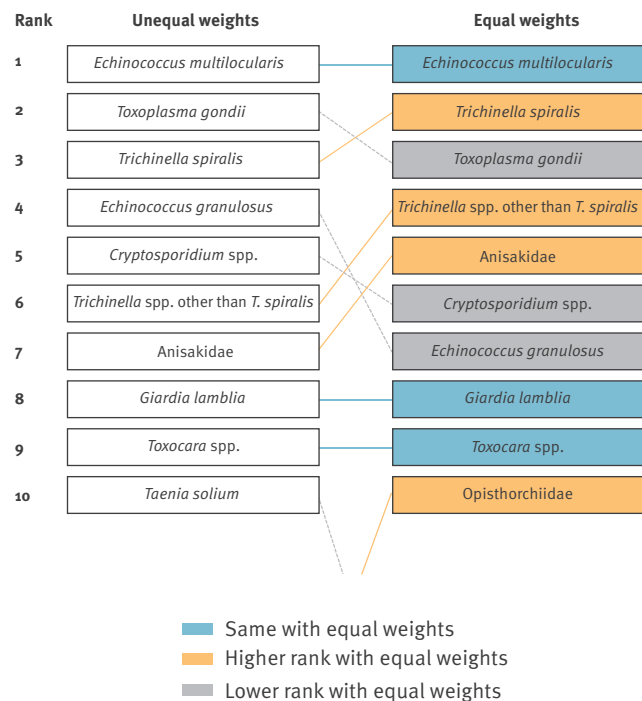 Rank Unequal weights Equal weights
1 Echinococcus multilocularis Echinococcus multilocularis
2 Toxoplasma gondii Trichinella spiralis
3 Trichinella spiralis Toxoplasma gondii
4 Echinococcus granulosus Trichinella spp. other than T. spiralis
5 Cryptosporidium spp. Anisakidae
6 Trichinella spp. other than T. spiralis Cryptosporidium spp.
7 Anisakidae Echinococcus granulosus
8 Giardia lamblia Giardia lamblia
9 Toxocara spp. Toxocara spp.
10 Taenia solium Opisthorchiidae
Same with equal weights
Higher rank with equal weights
Lower rank with equal weights